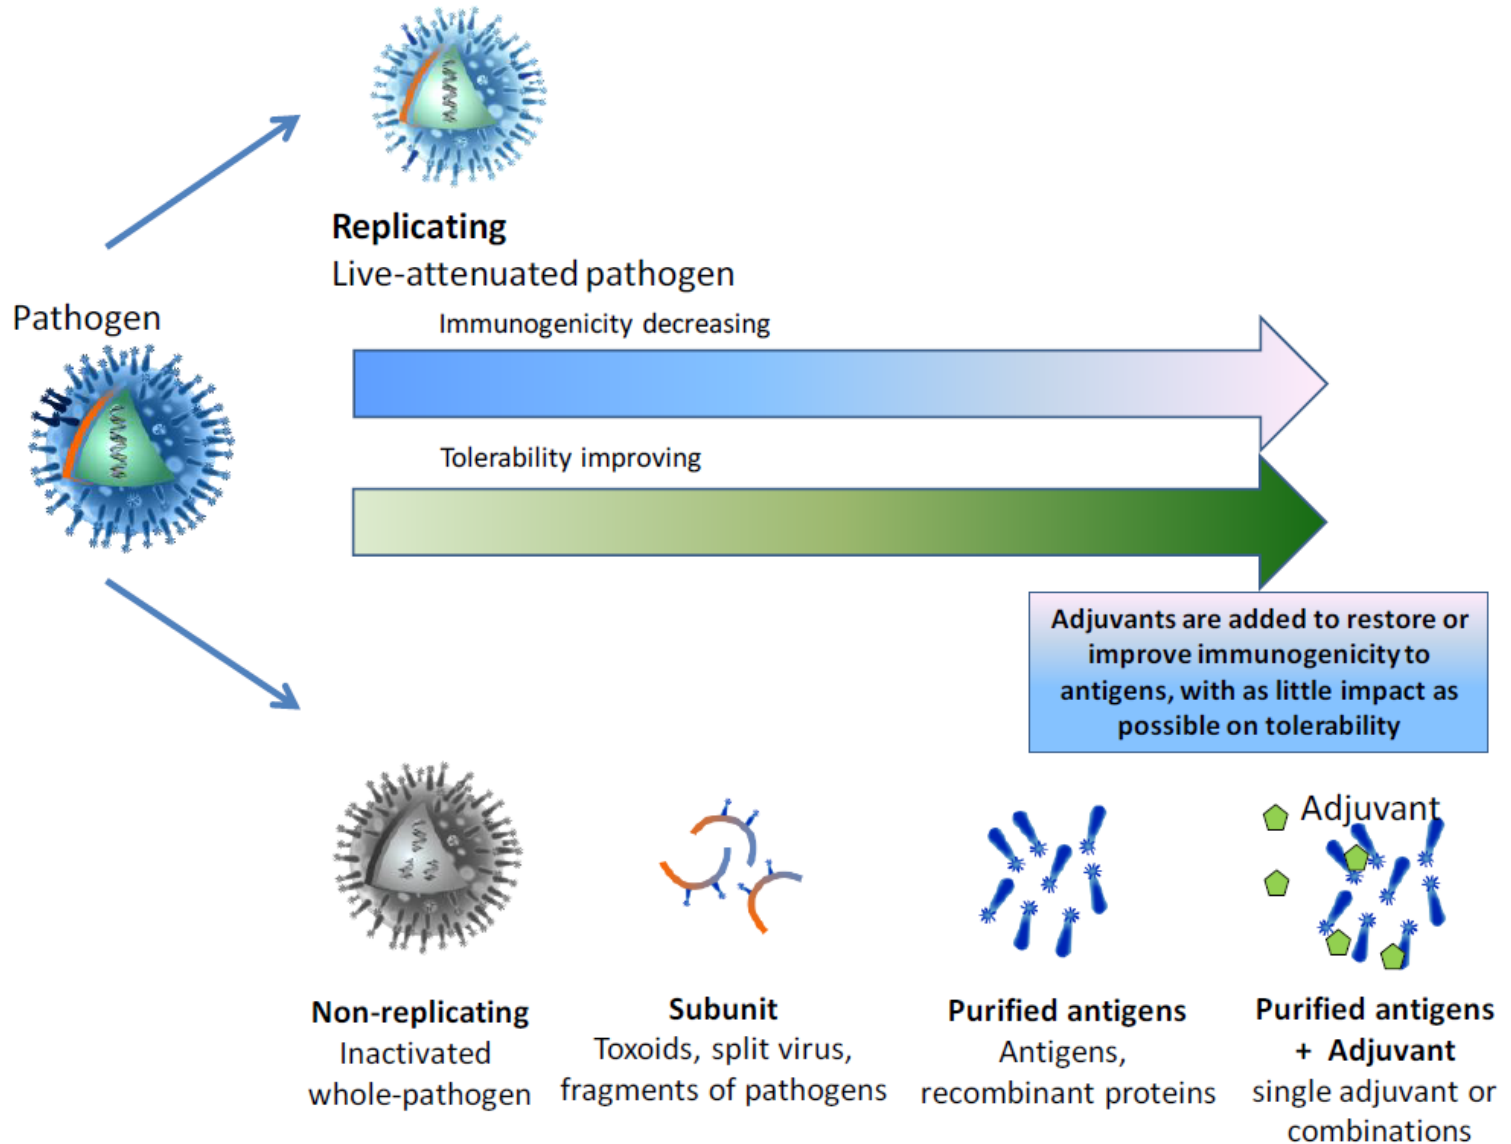 Replicating
Live-attenuated pathogen
Pathogen
Immunogenicity decreasing
Tolerability improving
Adjuvants are added to restore or
improve immunogenicity to
antigens, with as little impact as
possible on tolerability
Adjuvant
Non-replicating
Inactivated
whole-pathogen
Subunit
Toxoids, split virus,
fragments of pathogens
Purified antigens
Antigens,
recombinant proteins
Purified antigens
+ Adjuvant
single adjuvant or
combinations